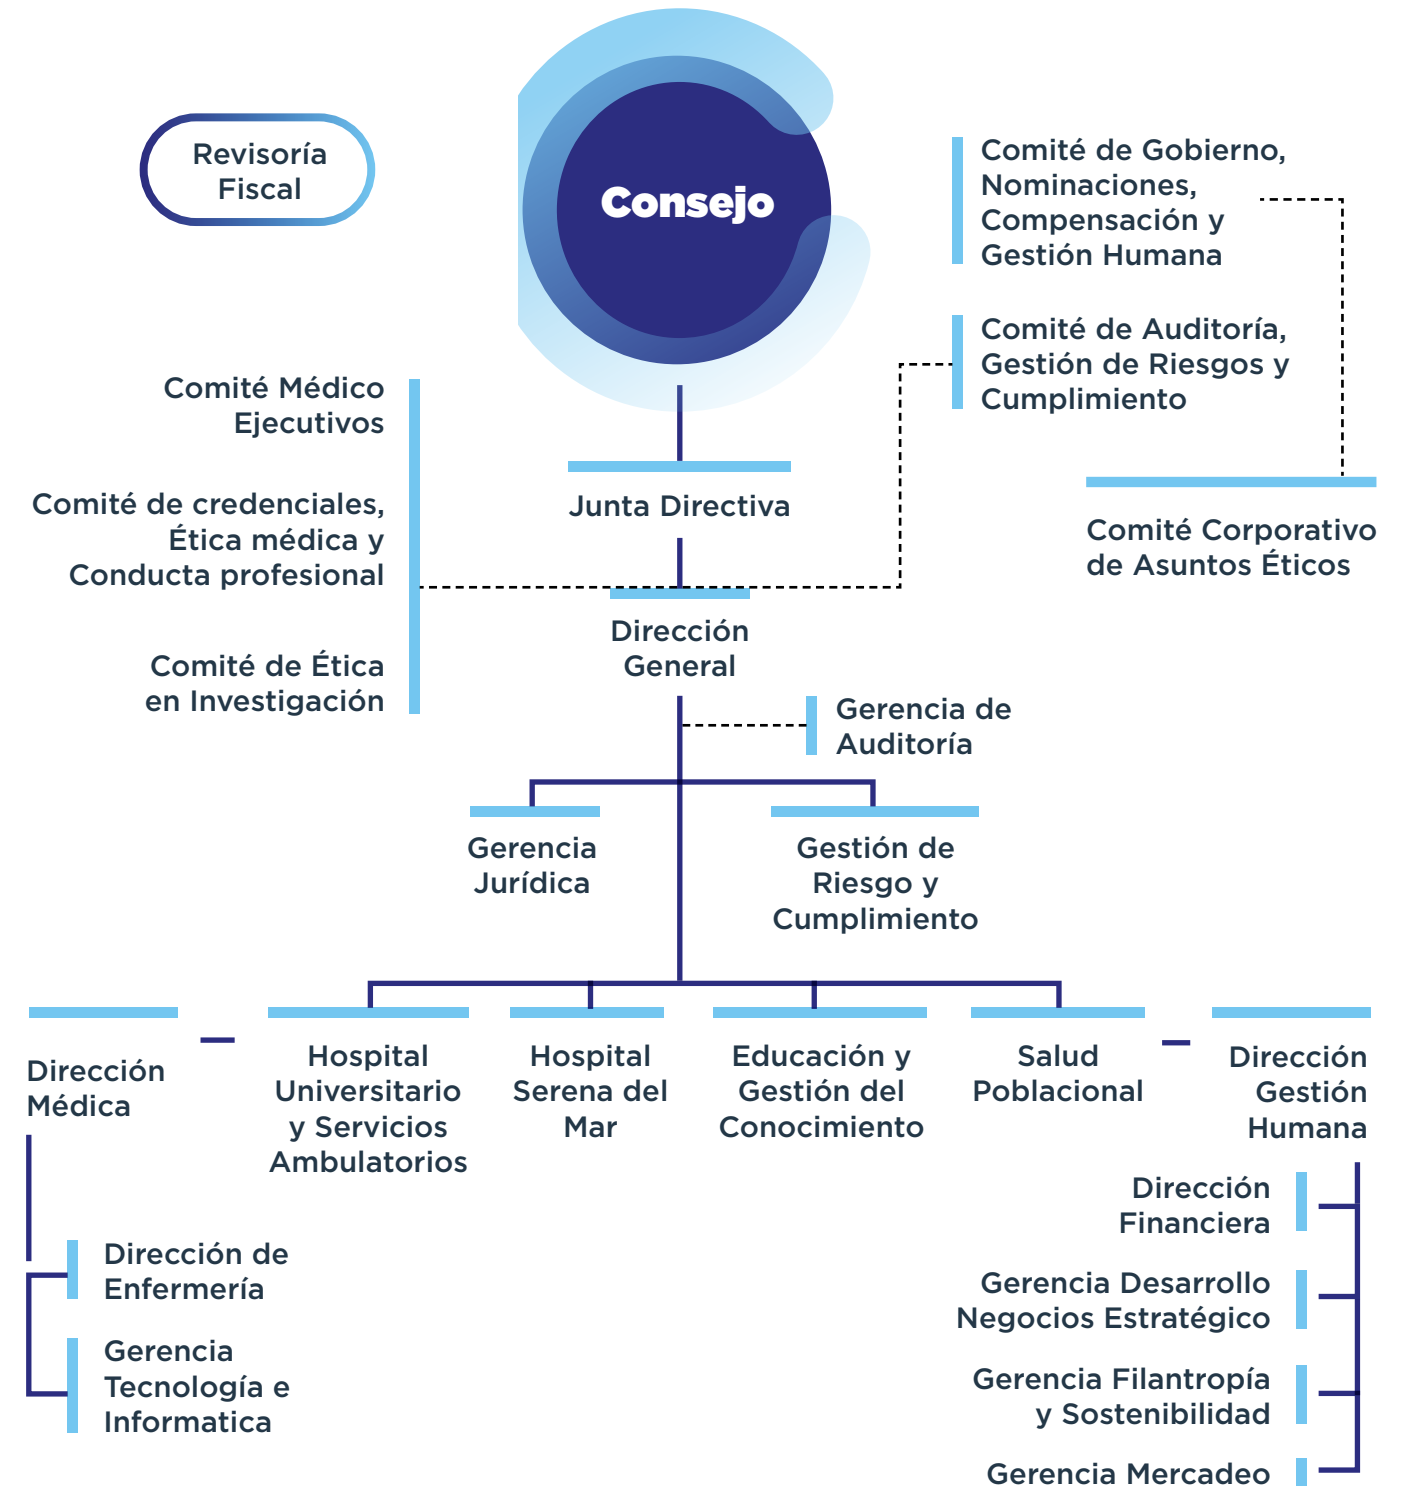 Revisoría
Fiscal
Consejo
Comité de Gobierno,
Nominaciones,
Compensación y
Gestión Humana
Comité de Auditoría,
Gestión de Riesgos y
Cumplimiento
Comité Médico
Ejecutivos
Comité de credenciales,
Ética médica y
Conducta profesional
Comité de Ética
en Investigación
Junta Directiva
Comité Corporativo
de Asuntos Éticos
Dirección
General
Gerencia de
Auditoría
Gerencia
Jurídica
Gestión de
Riesgo y
Cumplimiento
Dirección
Médica
Hospital
Universitario
y Servicios
Ambulatorios
Hospital
Serena del
Mar
Educación y
Gestión del
Conocimiento
Salud
Poblacional
Dirección
Gestión
Humana
Dirección de
Enfermería
Gerencia
Tecnología e
Informatica
Dirección
Financiera
Gerencia Desarrollo
Negocios Estratégico
Gerencia Filantropía
y Sostenibilidad
Gerencia Mercadeo